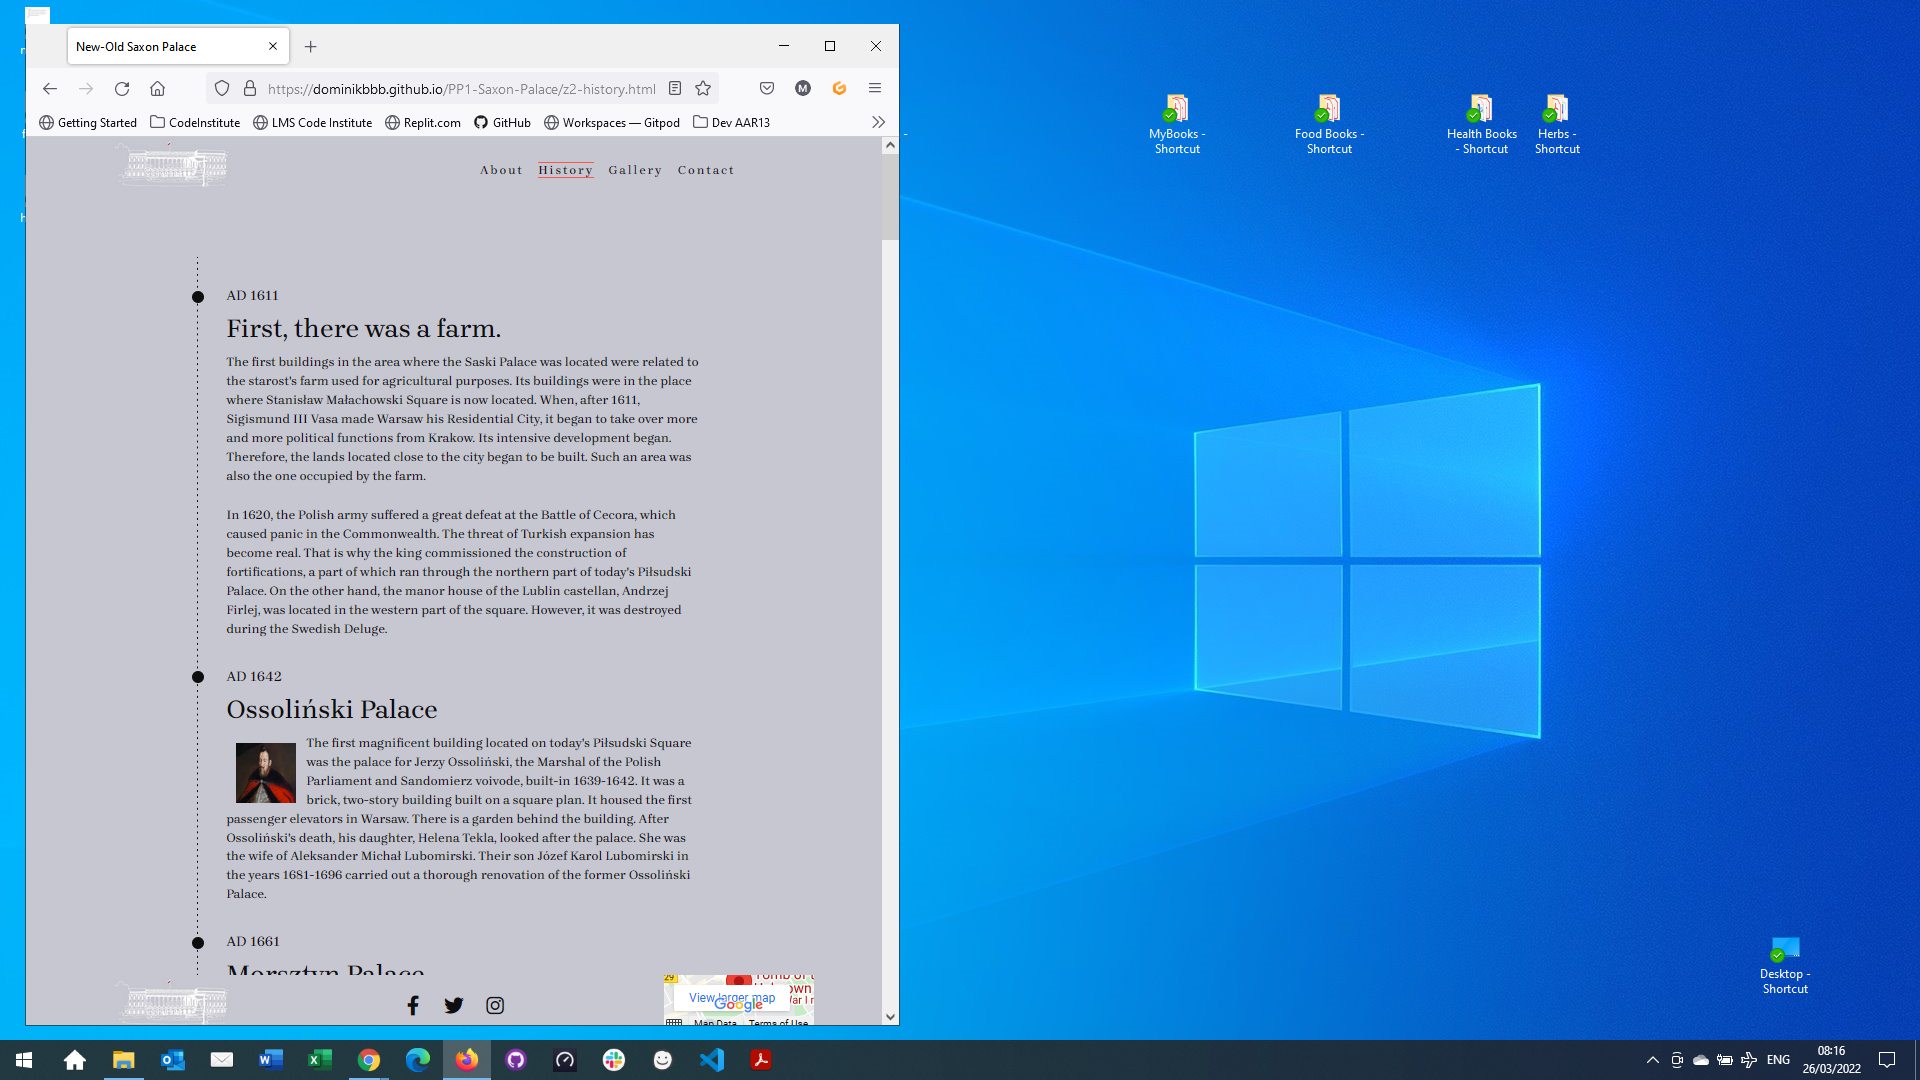 New-Old Saxon Palace
https://dominikbbb.github.io/PP1-Saxon-Palace/z2-history.html
M
Getting Started
CodeInstitute
LMS Code Institute
Replit.com
GitHub
Workspaces — Gitpod
Dev AAR13
About
History
Gallery
Contact
AD 1611
First, there was a farm.
The first buildings in the area where the Saski Palace was located were related to
the starost's farm used for agricultural purposes. Its buildings were in the place
where Stanisław Małachowski Square is now located. When, after 1611,
Sigismund III Vasa made Warsaw his Residential City, it began to take over more
and more political functions from Krakow. Its intensive development began.
Therefore, the lands located close to the city began to be built. Such an area was
also the one occupied by the farm.
In 1620, the Polish army suffered a great defeat at the Battle of Cecora, which
caused panic in the Commonwealth. The threat of Turkish expansion has
become real. That is why the king commissioned the construction of
fortifications, a part of which ran through the northern part of today's Piłsudski
Palace. On the other hand, the manor house of the Lublin castellan, Andrzej
Firlej, was located in the western part of the square. However, it was destroyed
during the Swedish Deluge.
AD 1642
Ossoliński Palace
The first magnificent building located on today's Piłsudski Square
was the palace for Jerzy Ossoliński, the Marshal of the Polish
Parliament and Sandomierz voivode, built-in 1639-1642. It was a
brick, two-story building built on a square plan. It housed the first
passenger elevators in Warsaw. There is a garden behind the building. After
Ossoliński's death, his daughter, Helena Tekla, looked after the palace. She was
the wife of Aleksander Michał Lubomirski. Their son Józef Karol Lubomirski in
the years 1681-1696 carried out a thorough renovation of the former Ossoliński
Palace.
AD 1661
Morsztyn Palace
29
Tomb of t
View larger map
Google
Map Data
Terms of Use
MyBooks -
Shortcut
Food Books -
Shortcut
Health Books
- Shortcut
Herbs -
Shortcut
Desktop -
Shortcut
ENG
08:16
26/03/2022